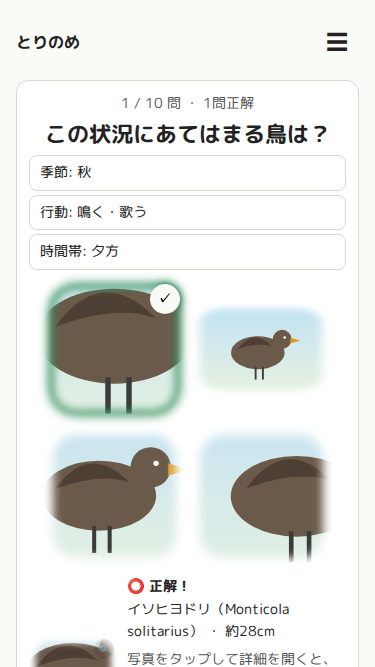 とりのめ
1 / 10 問 ・ 1問正解
この状況にあてはまる鳥は？
季節: 秋
行動: 鳴く・歌う
時間帯: 夕方
⭕ 正解！
イソヒヨドリ（Monticola
solitarius） ・ 約28cm
写真をタップして詳細を開くと、